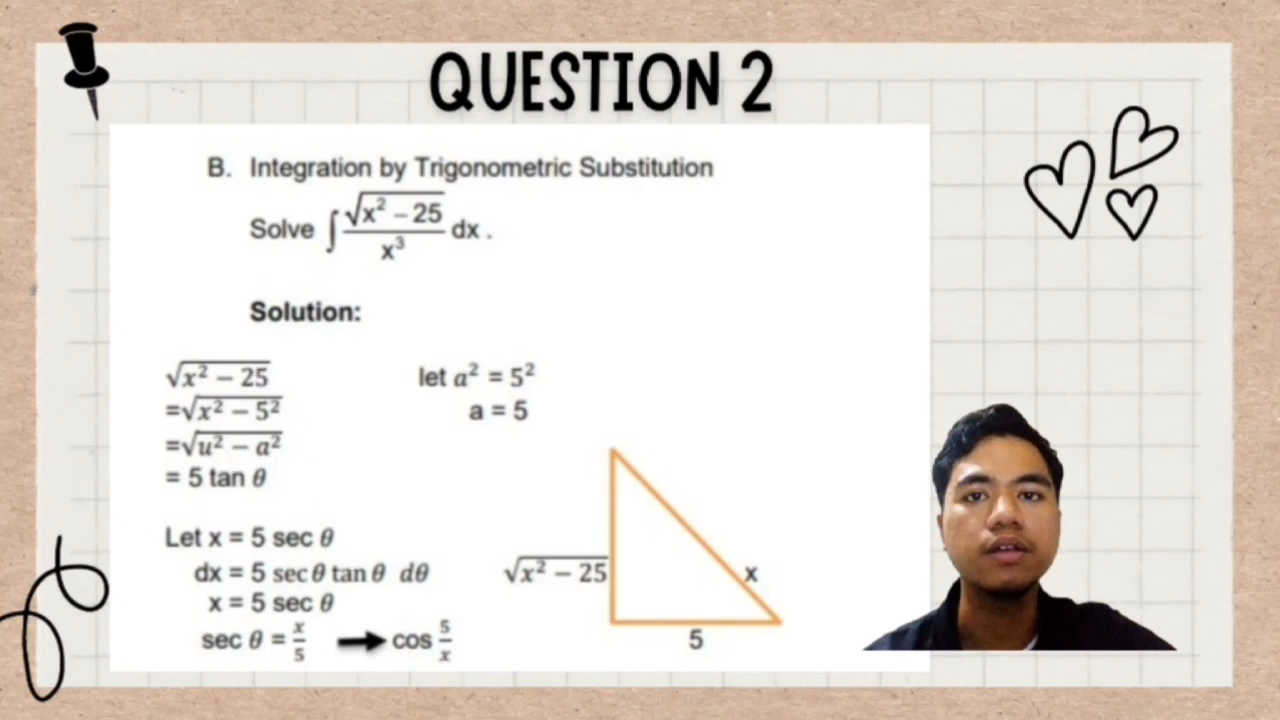 QUESTION 2
B. Integration by Trigonometric Substitution
Solve ∫ √(x² – 25) / x³ dx .
Solution:
√(x² – 25)
let a² = 5²
=√(x² – 5²)
a = 5
=√(u² – a²)
= 5 tan θ
Let x = 5 sec θ
dx = 5 sec θ tan θ dθ
√(x² – 25)
x
x = 5 sec θ
sec θ = x/5 → cos 5/x
5